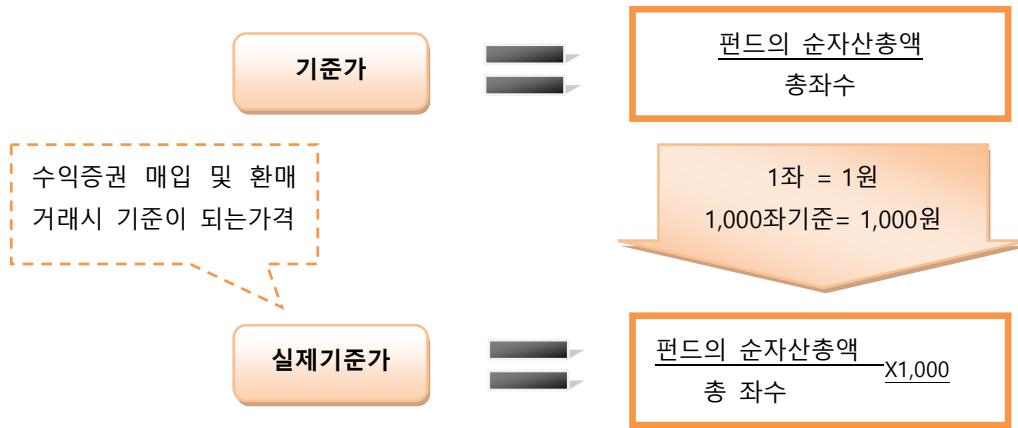 기준가
펀드의 순자산총액
총좌수
수익증권 매입 및 환매
거래시 기준이 되는가격
1좌 = 1원
1,000좌기준= 1,000원
실제기준가
펀드의 순자산총액
X1,000
총 좌수